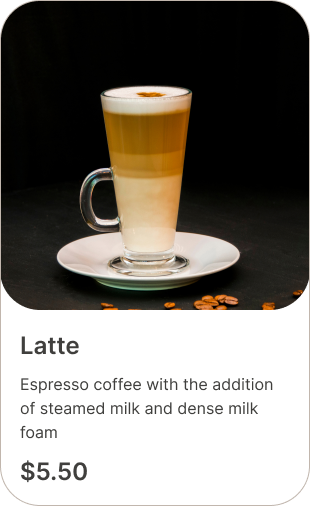 Latte
Espresso coffee with the addition
of steamed milk and dense milk
foam
$5.50